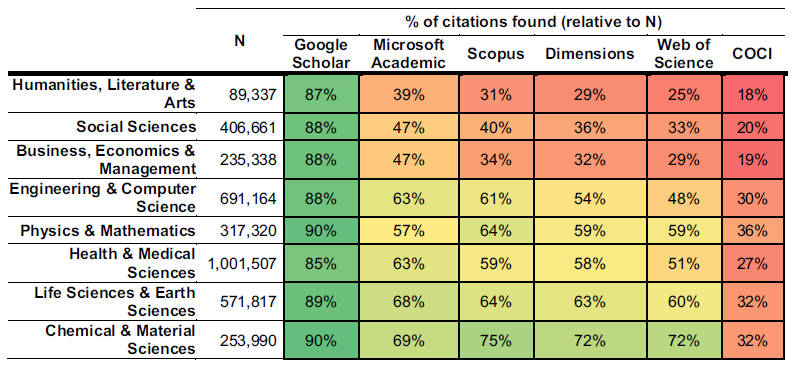 % of citations found (relative to N)
N Google Scholar Microsoft Academic Scopus Dimensions Web of Science COCI
Humanities, Literature & Arts 89,337 87% 39% 31% 29% 25% 18%
Social Sciences 406,661 88% 47% 40% 36% 33% 20%
Business, Economics & Management 235,338 88% 47% 34% 32% 29% 19%
Engineering & Computer Science 691,164 88% 63% 61% 54% 48% 30%
Physics & Mathematics 317,320 90% 57% 64% 59% 59% 36%
Health & Medical Sciences 1,001,507 85% 63% 59% 58% 51% 27%
Life Sciences & Earth Sciences 571,817 89% 68% 64% 63% 60% 32%
Chemical & Material Sciences 253,990 90% 69% 75% 72% 72% 32%